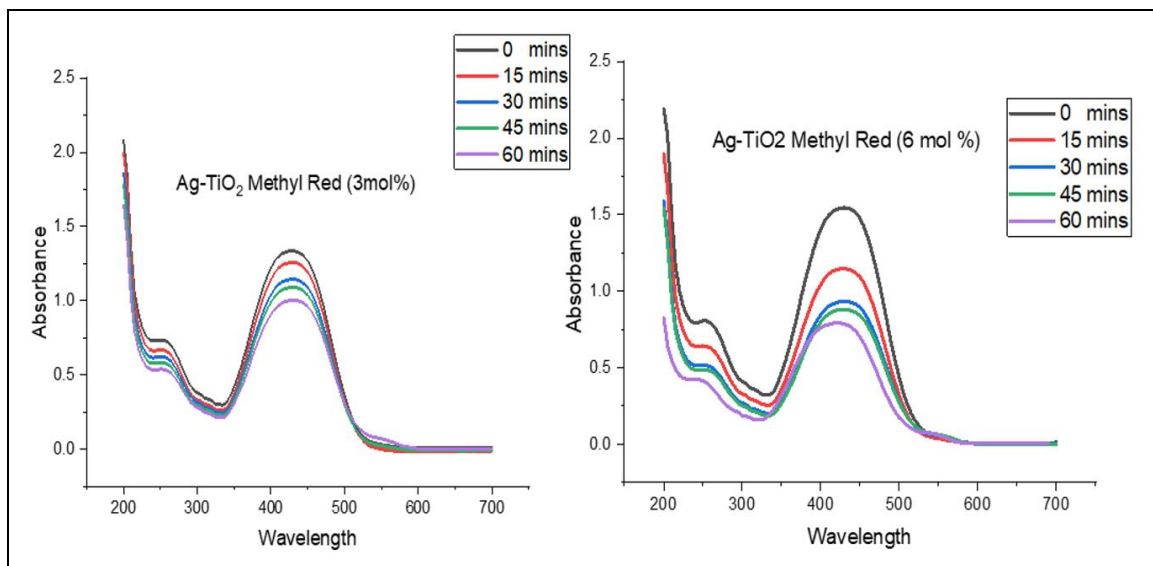 0 mins
15 mins
30 mins
45 mins
60 mins
Ag-TiO₂ Methyl Red (3mol%)
2.5
2.0
1.5
1.0
0.5
0.0
Absorbance
200 300 400 500 600 700
Wavelength
0 mins
15 mins
30 mins
45 mins
60 mins
Ag-TiO2 Methyl Red (6 mol %)
2.5
2.0
1.5
1.0
0.5
0.0
Absorbance
200 300 400 500 600 700
Wavelength